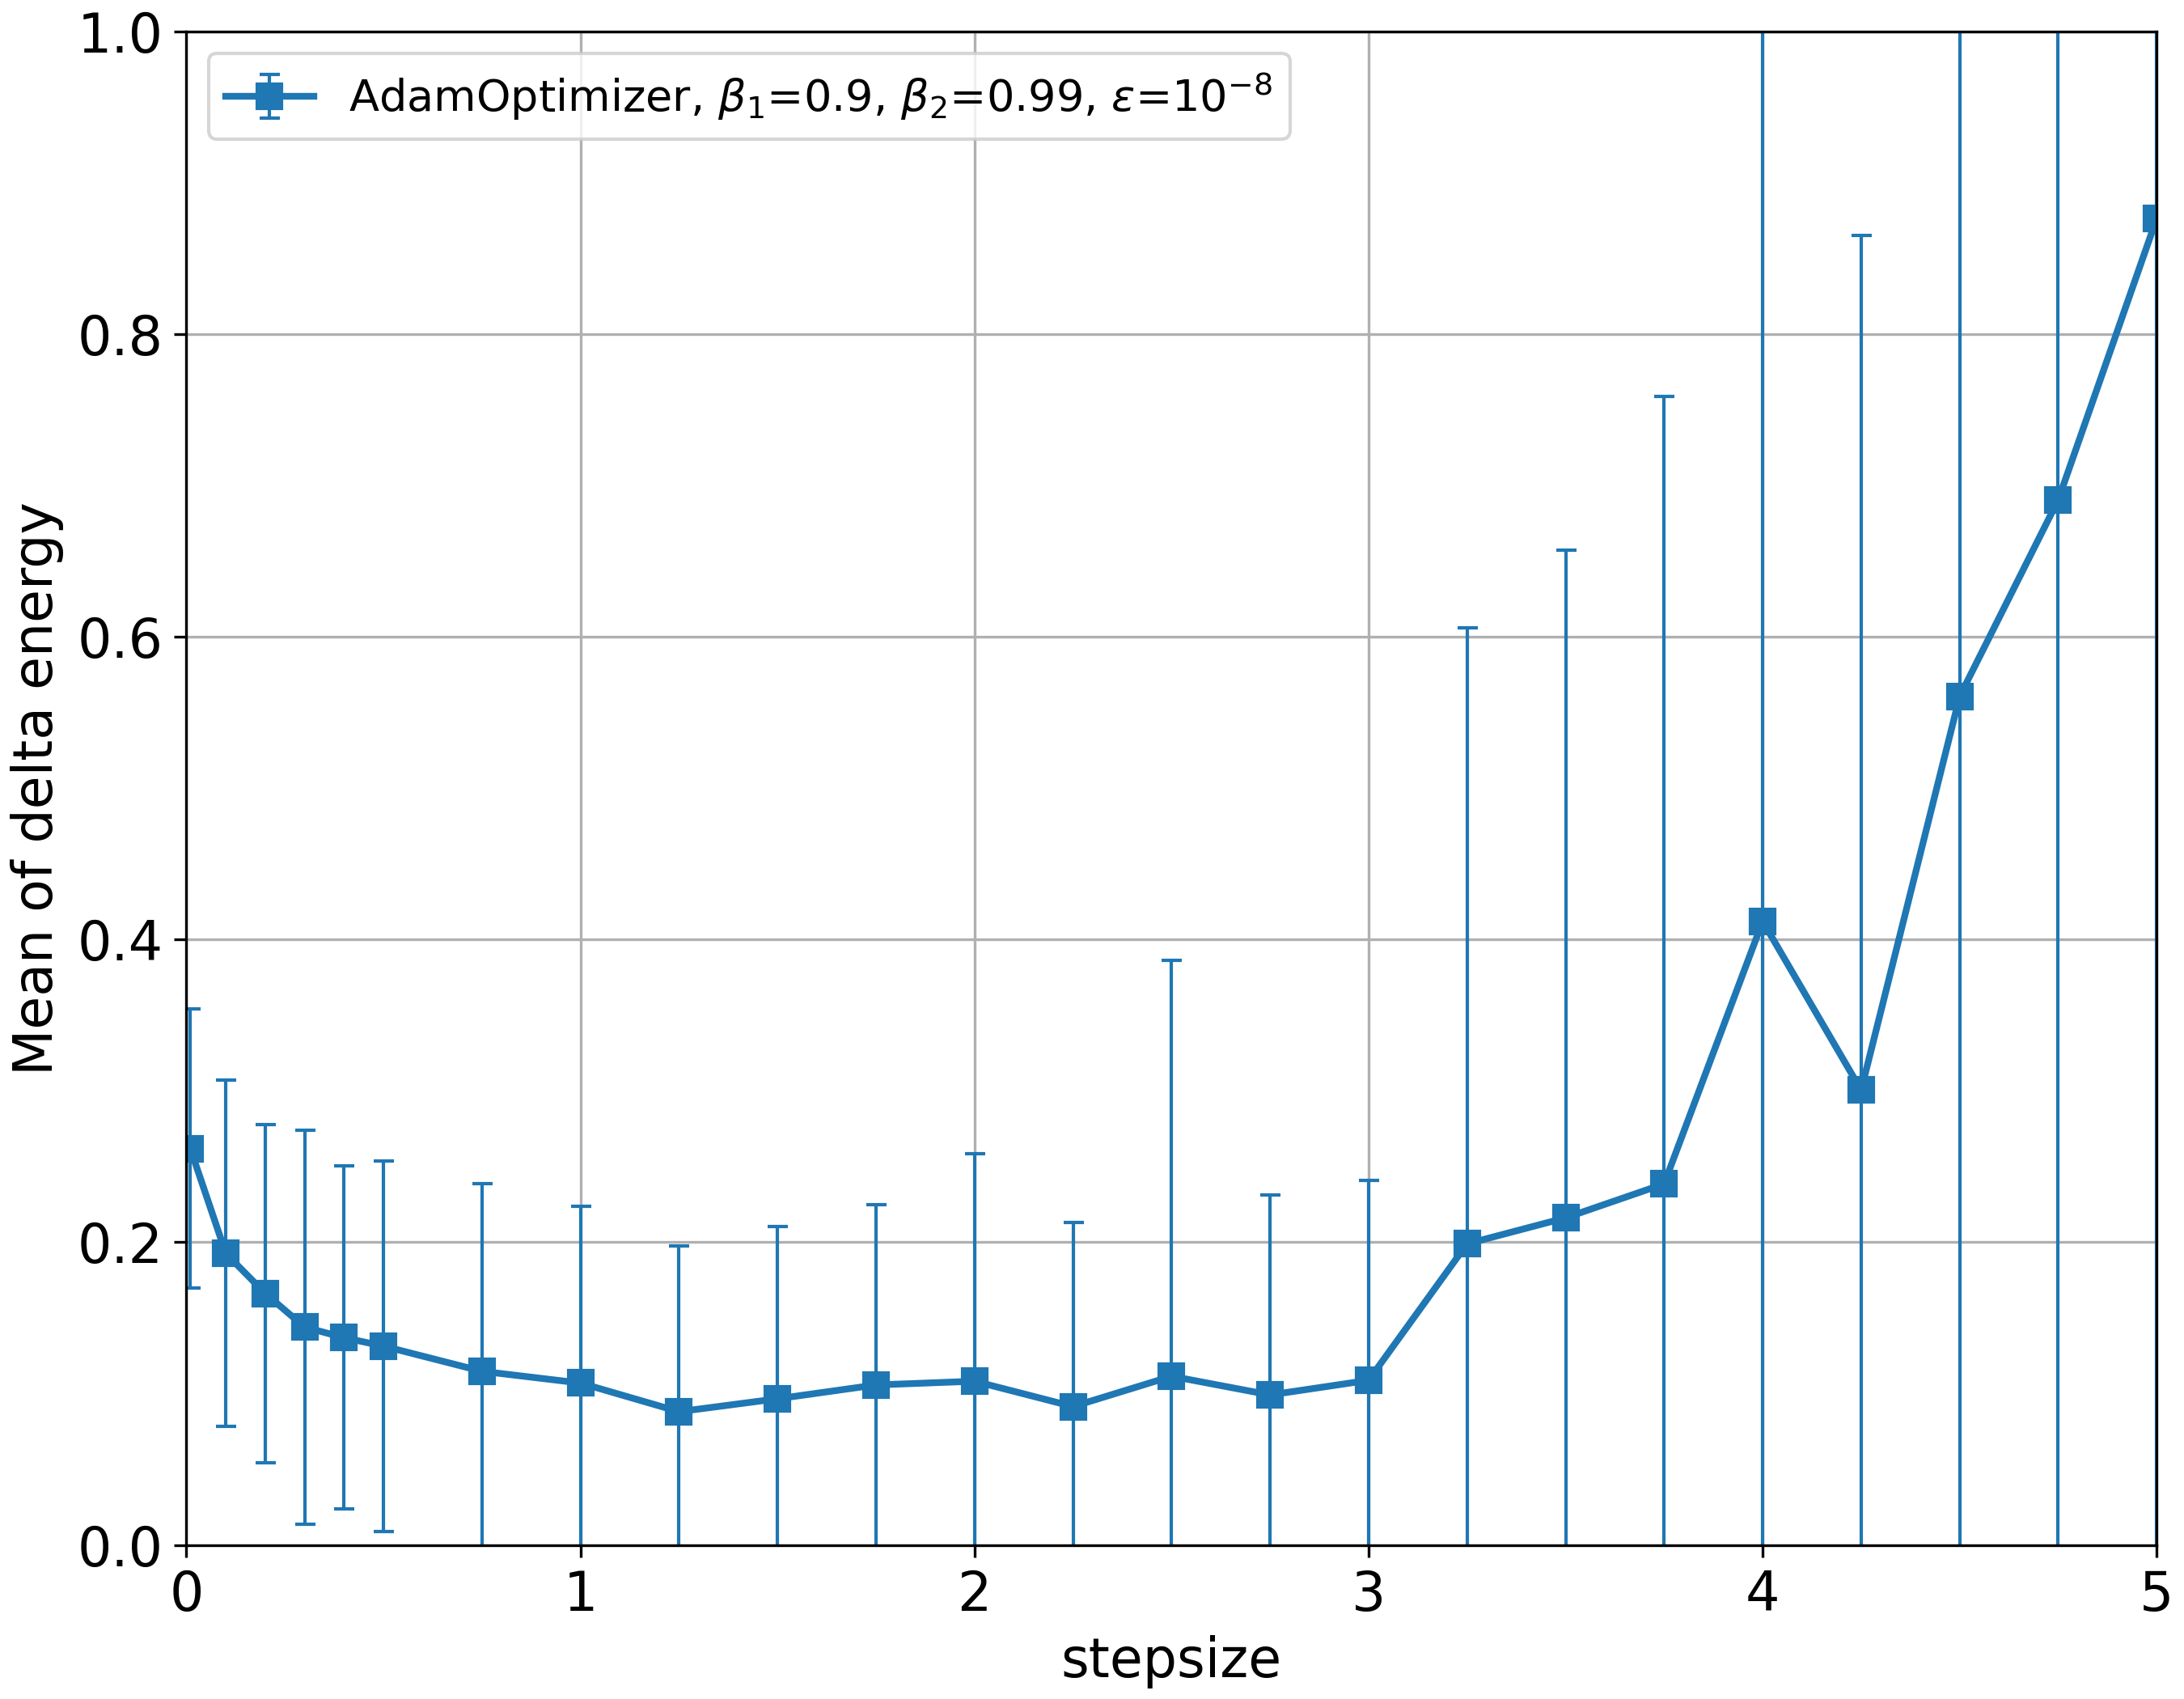 AdamOptimizer, β₁=0.9, β₂=0.99, ε=10⁻⁸
Mean of delta energy
1.0
0.8
0.6
0.4
0.2
0.0
0 1 2 3 4 5
stepsize